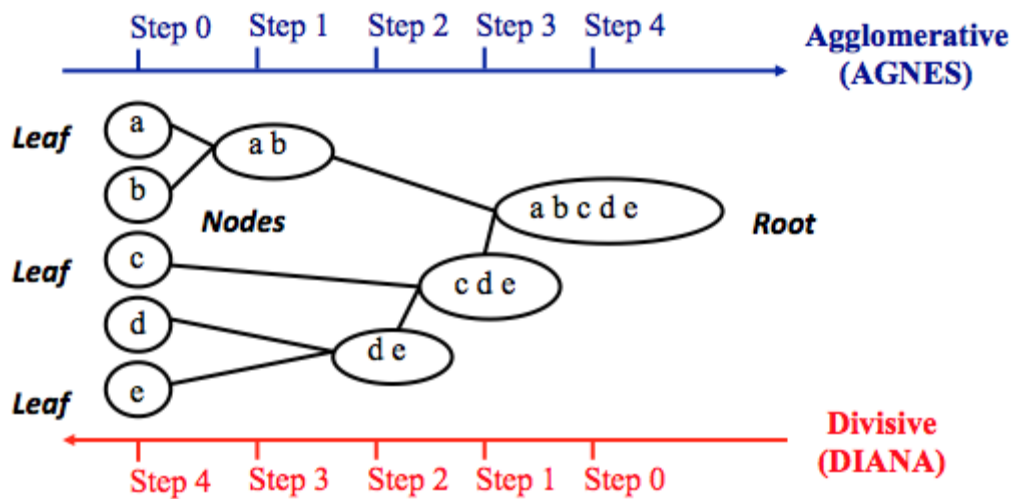 Step 0 Step 1 Step 2 Step 3 Step 4
Agglomerative
(AGNES)
Leaf
a
a b
b
Nodes
a b c d e
Root
Leaf
c
c d e
d
d e
e
Leaf
Divisive
(DIANA)
Step 4 Step 3 Step 2 Step 1 Step 0